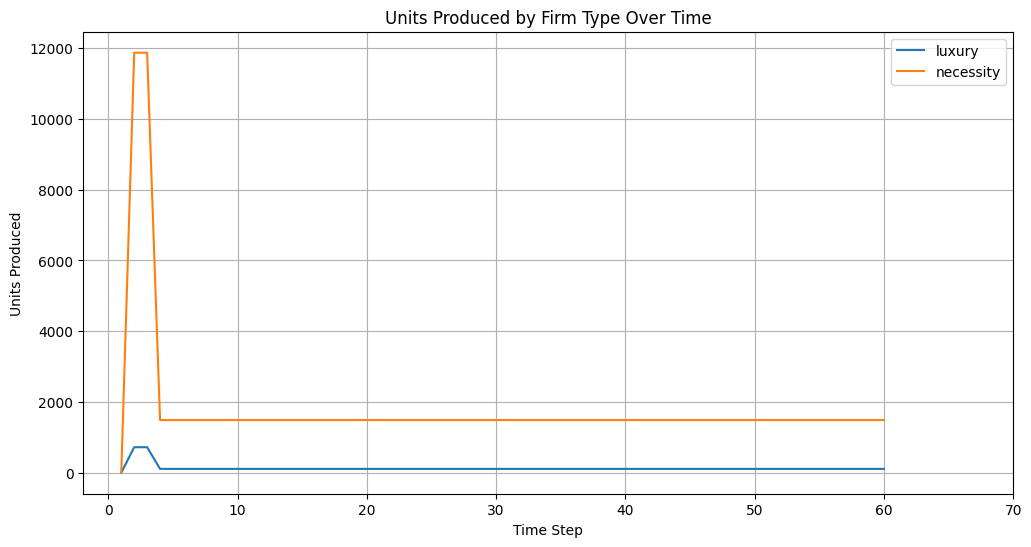 Units Produced by Firm Type Over Time
luxury
necessity
12000
10000
8000
6000
4000
2000
0
Units Produced
0 10 20 30 40 50 60 70
Time Step